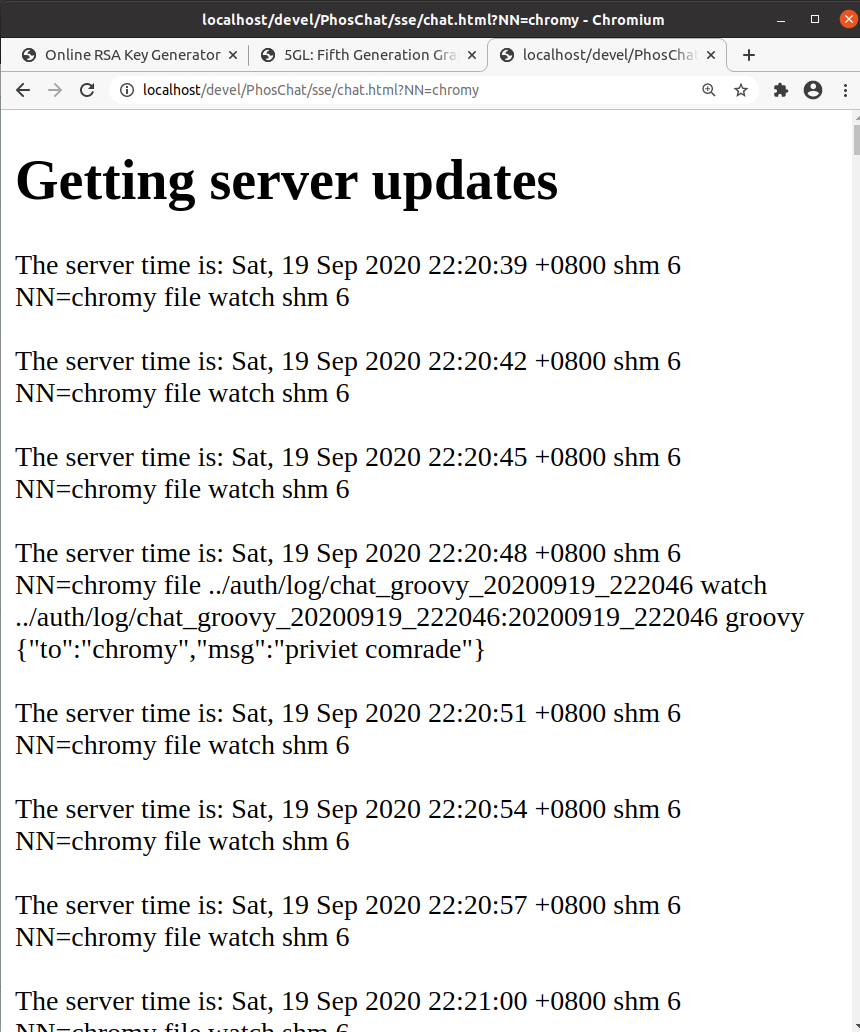 localhost/devel/PhosChat/sse/chat.html?NN=chromy - Chromium
Online RSA Key Generator
5GL: Fifth Generation Gra
localhost/devel/PhosChat
localhost/devel/PhosChat/sse/chat.html?NN=chromy
Getting server updates
The server time is: Sat, 19 Sep 2020 22:20:39 +0800 shm 6
NN=chromy file watch shm 6
The server time is: Sat, 19 Sep 2020 22:20:42 +0800 shm 6
NN=chromy file watch shm 6
The server time is: Sat, 19 Sep 2020 22:20:45 +0800 shm 6
NN=chromy file watch shm 6
The server time is: Sat, 19 Sep 2020 22:20:48 +0800 shm 6
NN=chromy file ../auth/log/chat_groovy_20200919_222046 watch
../auth/log/chat_groovy_20200919_222046:20200919_222046 groovy
{"to":"chromy","msg":"priviet comrade"}
The server time is: Sat, 19 Sep 2020 22:20:51 +0800 shm 6
NN=chromy file watch shm 6
The server time is: Sat, 19 Sep 2020 22:20:54 +0800 shm 6
NN=chromy file watch shm 6
The server time is: Sat, 19 Sep 2020 22:20:57 +0800 shm 6
NN=chromy file watch shm 6
The server time is: Sat, 19 Sep 2020 22:21:00 +0800 shm 6
NN=chromy file watch shm 6